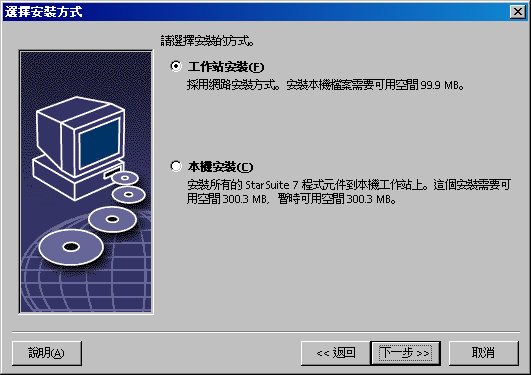 選擇安裝方式
請選擇安裝的方式。
工作站安裝(F)
採用網路安裝方式。安裝本機檔案需要可用空間 99.9 MB。
本機安裝(C)
安裝所有的 StarSuite 7 程式元件到本機工作站上。這個安裝需要可
用空間 300.3 MB，暫時可用空間 300.3 MB。
說明(A)
<< 返回
下一步 >>
取消